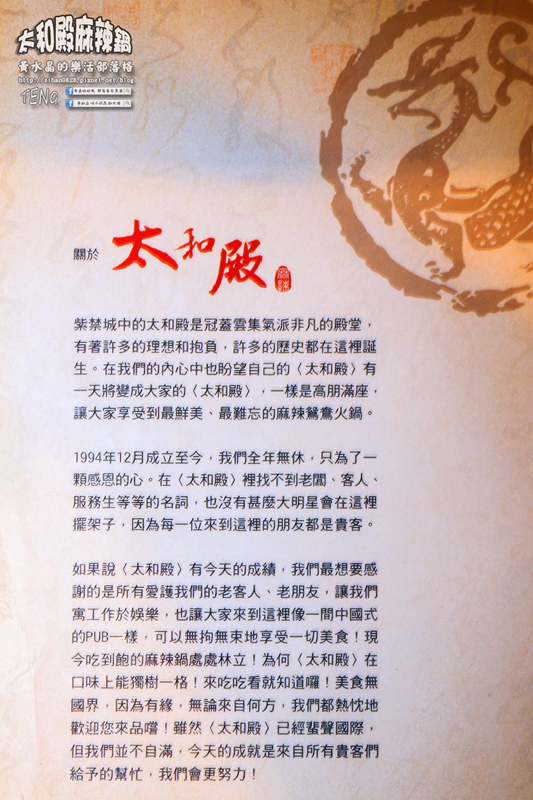 太和殿麻辣鍋
黃水晶的樂活部落格
http://zihan0828.pixnet.net/blog
TENG
關於 太和殿 麻辣
紫禁城中的太和殿是冠蓋雲集氣派非凡的殿堂，
有著許多的理想和抱負，許多的歷史都在這裡誕
生。在我們的內心中也盼望自己的〈太和殿〉有
一天將變成大家的〈太和殿〉，一樣是高朋滿座，
讓大家享受到最鮮美、最難忘的麻辣鴛鴦火鍋。
1994年12月成立至今，我們全年無休，只為了一
顆感恩的心。在〈太和殿〉裡找不到老闆、客人、
服務生等等的名詞，也沒有甚麼大明星會在這裡
擺架子，因為每一位來到這裡的朋友都是貴客。
如果說〈太和殿〉有今天的成績，我們最想要感
謝的是所有愛護我們的老客人、老朋友，讓我們
寓工作於娛樂，也讓大家來到這裡像一間中國式
的PUB一樣，可以無拘無束地享受一切美食！現
今吃到飽的麻辣鍋處處林立！為何〈太和殿〉在
口味上能獨樹一格！來吃吃看就知道囉！美食無
國界，因為有緣，無論來自何方，我們都熱忱地
歡迎您來品嚐！雖然〈太和殿〉已經蜚聲國際，
但我們並不自滿，今天的成就是來自所有貴客們
給予的幫忙，我們會更努力！